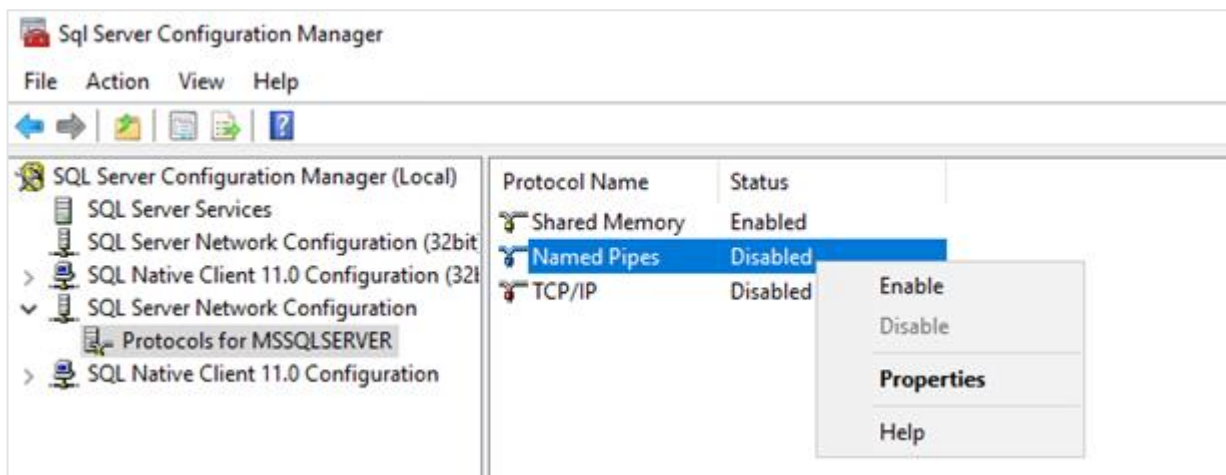 Sql Server Configuration Manager
File Action View Help
SQL Server Configuration Manager (Local)
SQL Server Services
SQL Server Network Configuration (32bit
SQL Native Client 11.0 Configuration (32b
SQL Server Network Configuration
Protocols for MSSQLSERVER
SQL Native Client 11.0 Configuration
Protocol Name Status
Shared Memory Enabled
Named Pipes Disabled
TCP/IP Disabled
Enable
Disable
Properties
Help